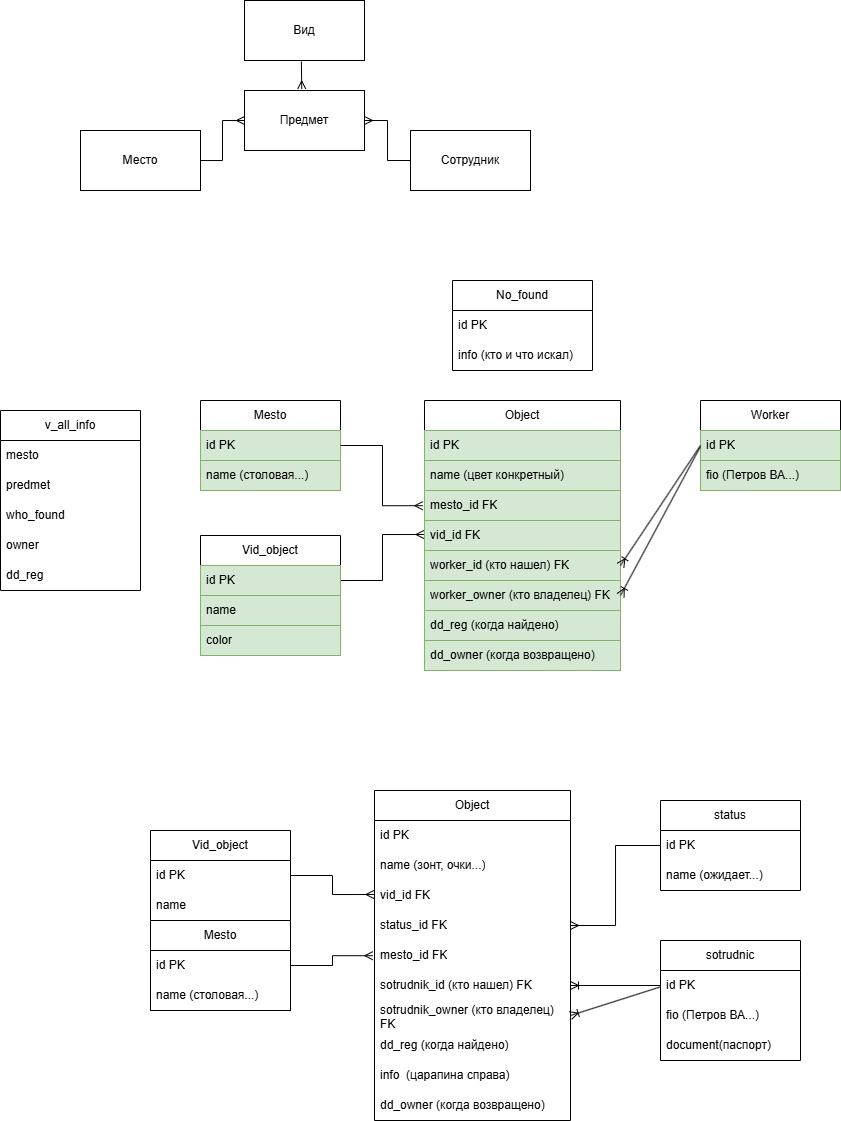 Вид
Предмет
Место
Сотрудник
No_found
id PK
info (кто и что искал)
v_all_info
mesto
predmet
who_found
owner
dd_reg
Mesto
id PK
name (столовая...)
Vid_object
id PK
name
color
Object
id PK
name (цвет конкретный)
mesto_id FK
vid_id FK
worker_id (кто нашел) FK
worker_owner (кто владелец) FK
dd_reg (когда найдено)
dd_owner (когда возвращено)
Worker
id PK
fio (Петров ВА...)
Vid_object
id PK
name
Mesto
id PK
name (столовая...)
Object
id PK
name (зонт, очки...)
vid_id FK
status_id FK
mesto_id FK
sotrudnik_id (кто нашел) FK
sotrudnik_owner (кто владелец)
FK
dd_reg (когда найдено)
info (царапина справа)
dd_owner (когда возвращено)
status
id PK
name (ожидает...)
sotrudnic
id PK
fio (Петров ВА...)
document(паспорт)